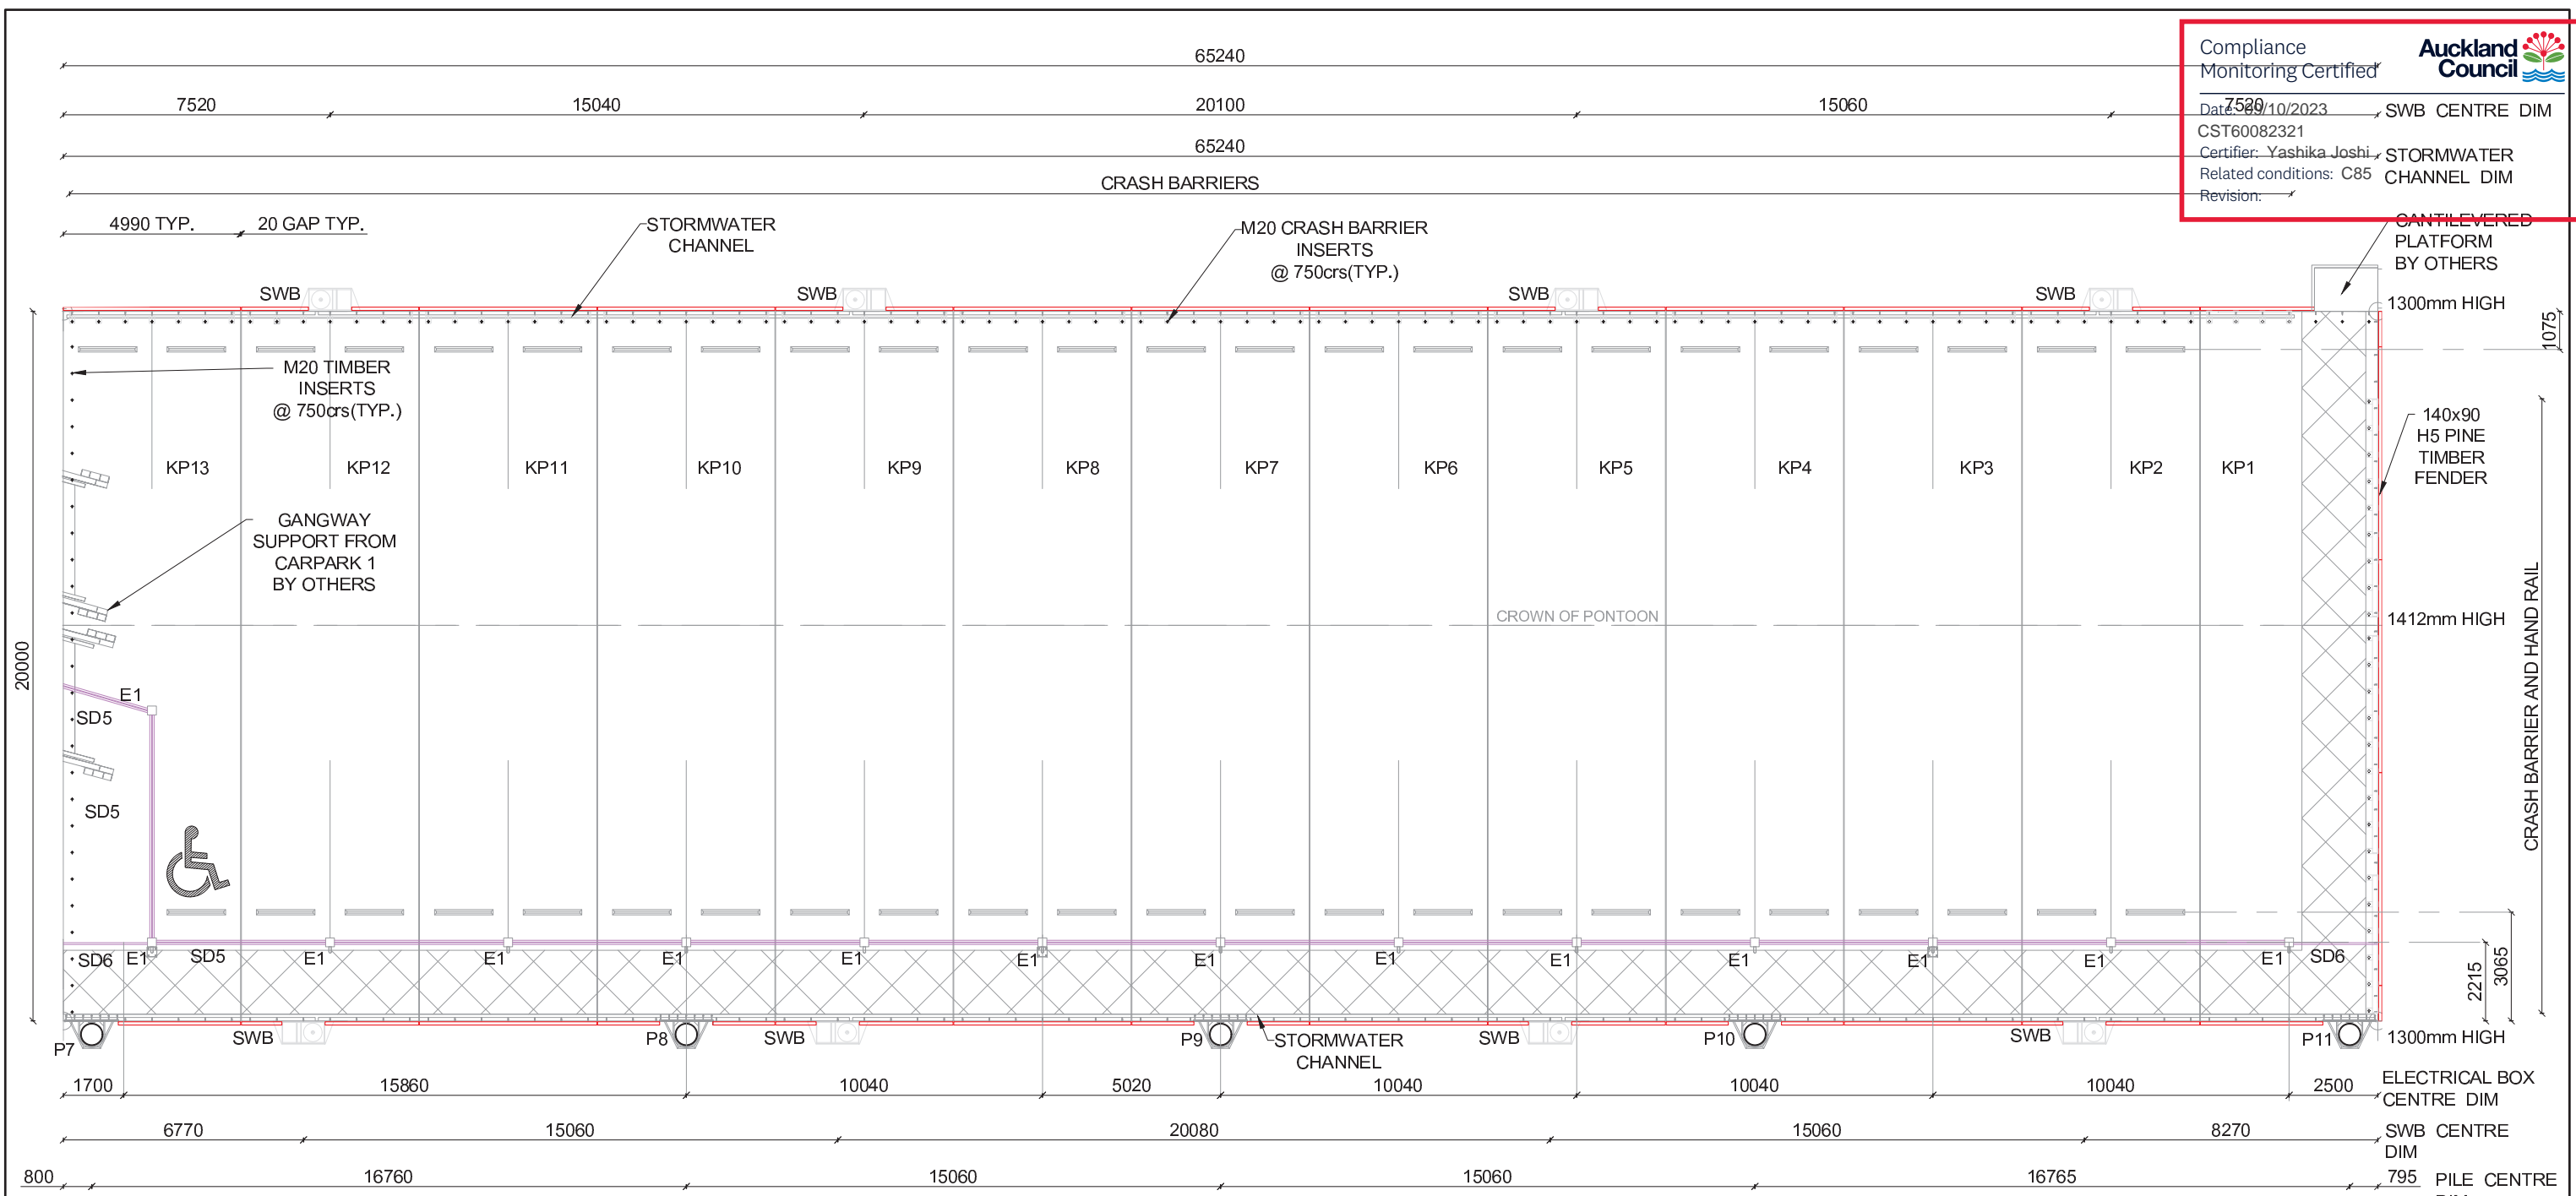 65240
Compliance
Monitoring Certified
Auckland
Council
7520 15040 20100 15060 7520 SWB CENTRE DIM
Date: 09/10/2023
CST60082321
65240
Certifier: Yashika Joshi
STORMWATER
CHANNEL DIM
Related conditions: C85
Revision:
CRASH BARRIERS
4990 TYP. 20 GAP TYP.
STORMWATER
CHANNEL
M20 CRASH BARRIER
INSERTS
@ 750crs(TYP.)
CANTILEVERED
PLATFORM
BY OTHERS
SWB SWB SWB SWB
1300mm HIGH
1075
M20 TIMBER
INSERTS
@ 750crs(TYP.)
140x90
H5 PINE
TIMBER
FENDER
KP13 KP12 KP11 KP10 KP9 KP8 KP7 KP6 KP5 KP4 KP3 KP2 KP1
GANGWAY
SUPPORT FROM
CARPARK 1
BY OTHERS
CROWN OF PONTOON
1412mm HIGH
CRASH BARRIER AND HAND RAIL
20000
E1
SD5
SD5
SD6 E1 SD5 E1 E1 E1 E1 E1 E1 E1 E1 E1 E1 E1 E1 SD6
2215
3065
P7 SWB P8 SWB P9 SWB P10 SWB P11
STORMWATER
CHANNEL
1300mm HIGH
1700 15860 10040 5020 10040 10040 10040 2500
ELECTRICAL BOX
CENTRE DIM
6770 15060 20080 15060 8270
SWB CENTRE
DIM
800 16760 15060 15060 16765 795 PILE CENTRE